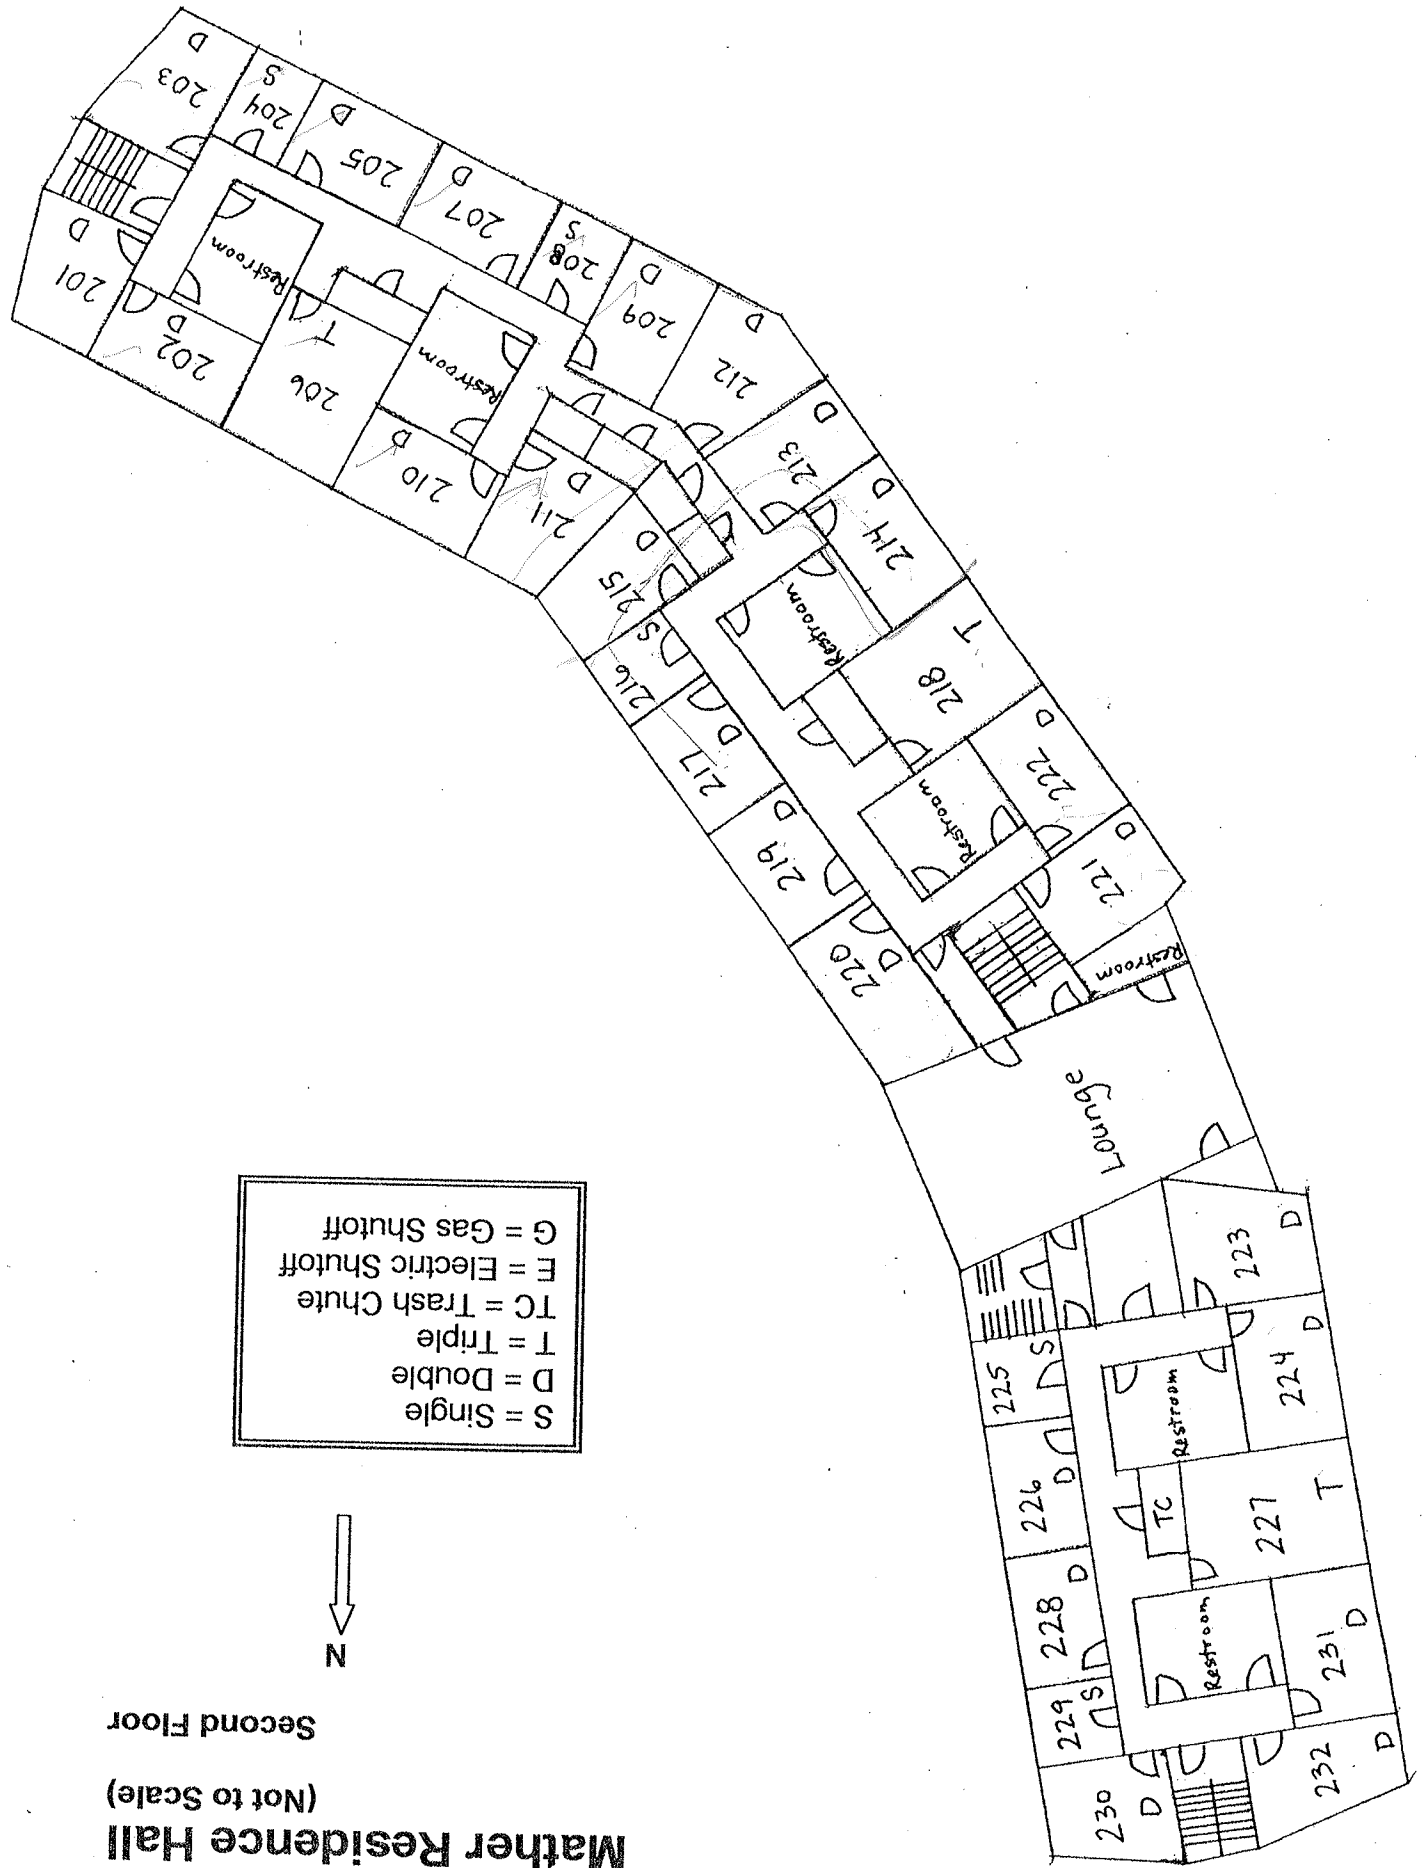 Mather Residence Hall
(Not to Scale)
Second Floor
N
S = Single
D = Double
T = Triple
TC = Trash Chute
E = Electric Shutoff
G = Gas Shutoff
232 D
230 D
229 S
231 D
Restroom
228 D
227 T
TC
226 D
224 D
Restroom
225 S
223 D
Lounge
Restroom
221 D
220 D
222 D
Restroom
219 D
218 T
217 D
216 S
Restroom
214 D
215 D
213 D
211 D
212 D
210 D
Restroom
209 D
208 S
206 T
207 D
Restroom
205 D
202 D
204 S
201 D
203 D